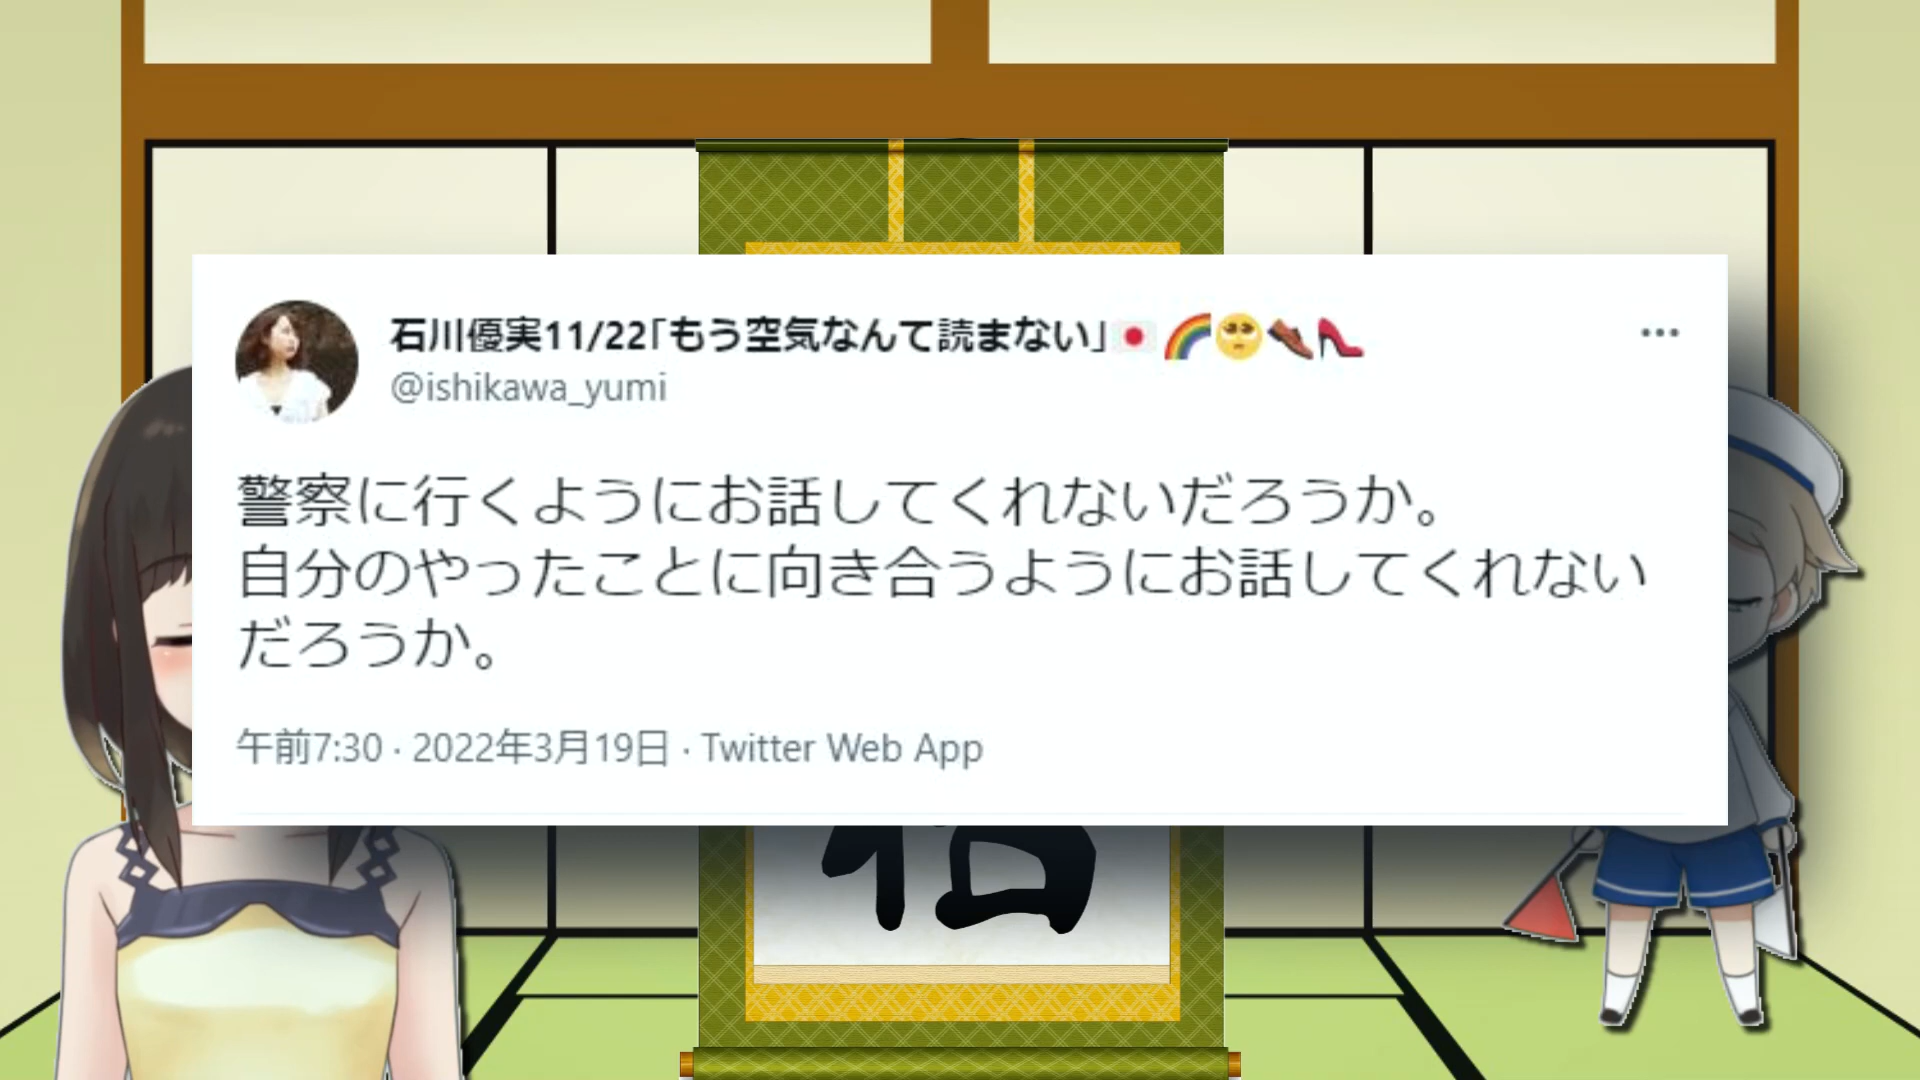 石川優実11/22「もう空気なんて読まない」🇯🇵🌈🥺👞👠
@ishikawa_yumi
警察に行くようにお話してくれないだろうか。
自分のやったことに向き合うようにお話してくれない
だろうか。
午前7:30 · 2022年3月19日 · Twitter Web App